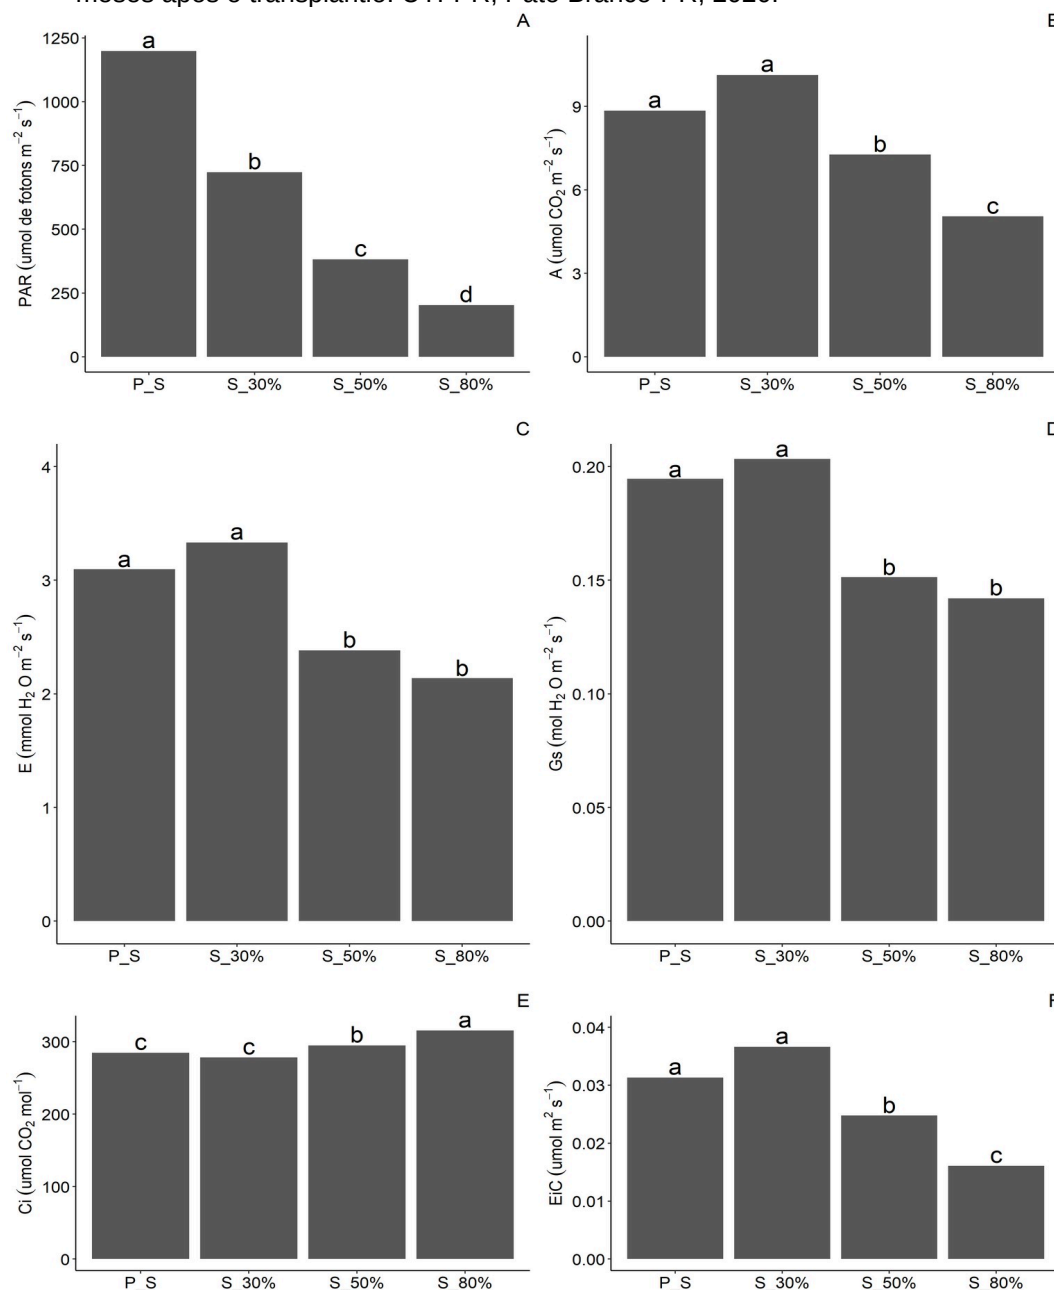 meses após o transplantio. UTFPR, Pato Branco-PR, 2020.
A
1250
1000
750
500
250
0
PAR (umol de fotons m⁻² s⁻¹)
a
b
c
d
P_S S_30% S_50% S_80%
9
6
3
0
A (umol CO₂ m⁻² s⁻¹)
a
a
b
c
P_S S_30% S_50% S_80%
C
4
3
2
1
0
E (mmol H₂ O m⁻² s⁻¹)
a
a
b
b
P_S S_30% S_50% S_80%
0.20
0.15
0.10
0.05
0.00
Gs (mol H₂ O m⁻² s⁻¹)
a
a
b
b
P_S S_30% S_50% S_80%
E
300
200
100
0
Ci (umol CO₂ mol⁻¹)
c
c
b
a
P_S S_30% S_50% S_80%
F
0.04
0.03
0.02
0.01
0.00
EiC (umol m² s⁻¹)
a
a
b
c
P_S S_30% S_50% S_80%